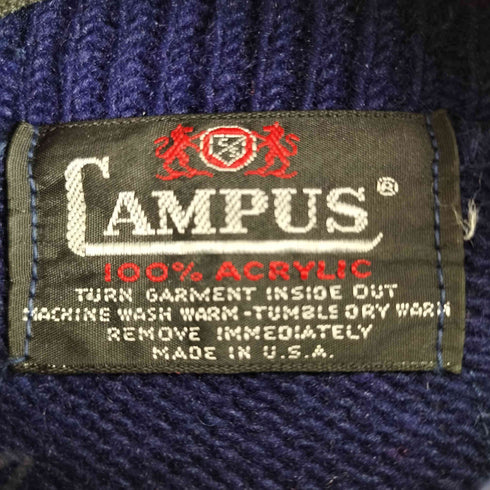 CAMPUS®
100% ACRYLIC
TURN GARMENT INSIDE OUT
MACHINE WASH WARM-TUMBLE DRY WARM
REMOVE IMMEDIATELY
MADE IN U.S.A.